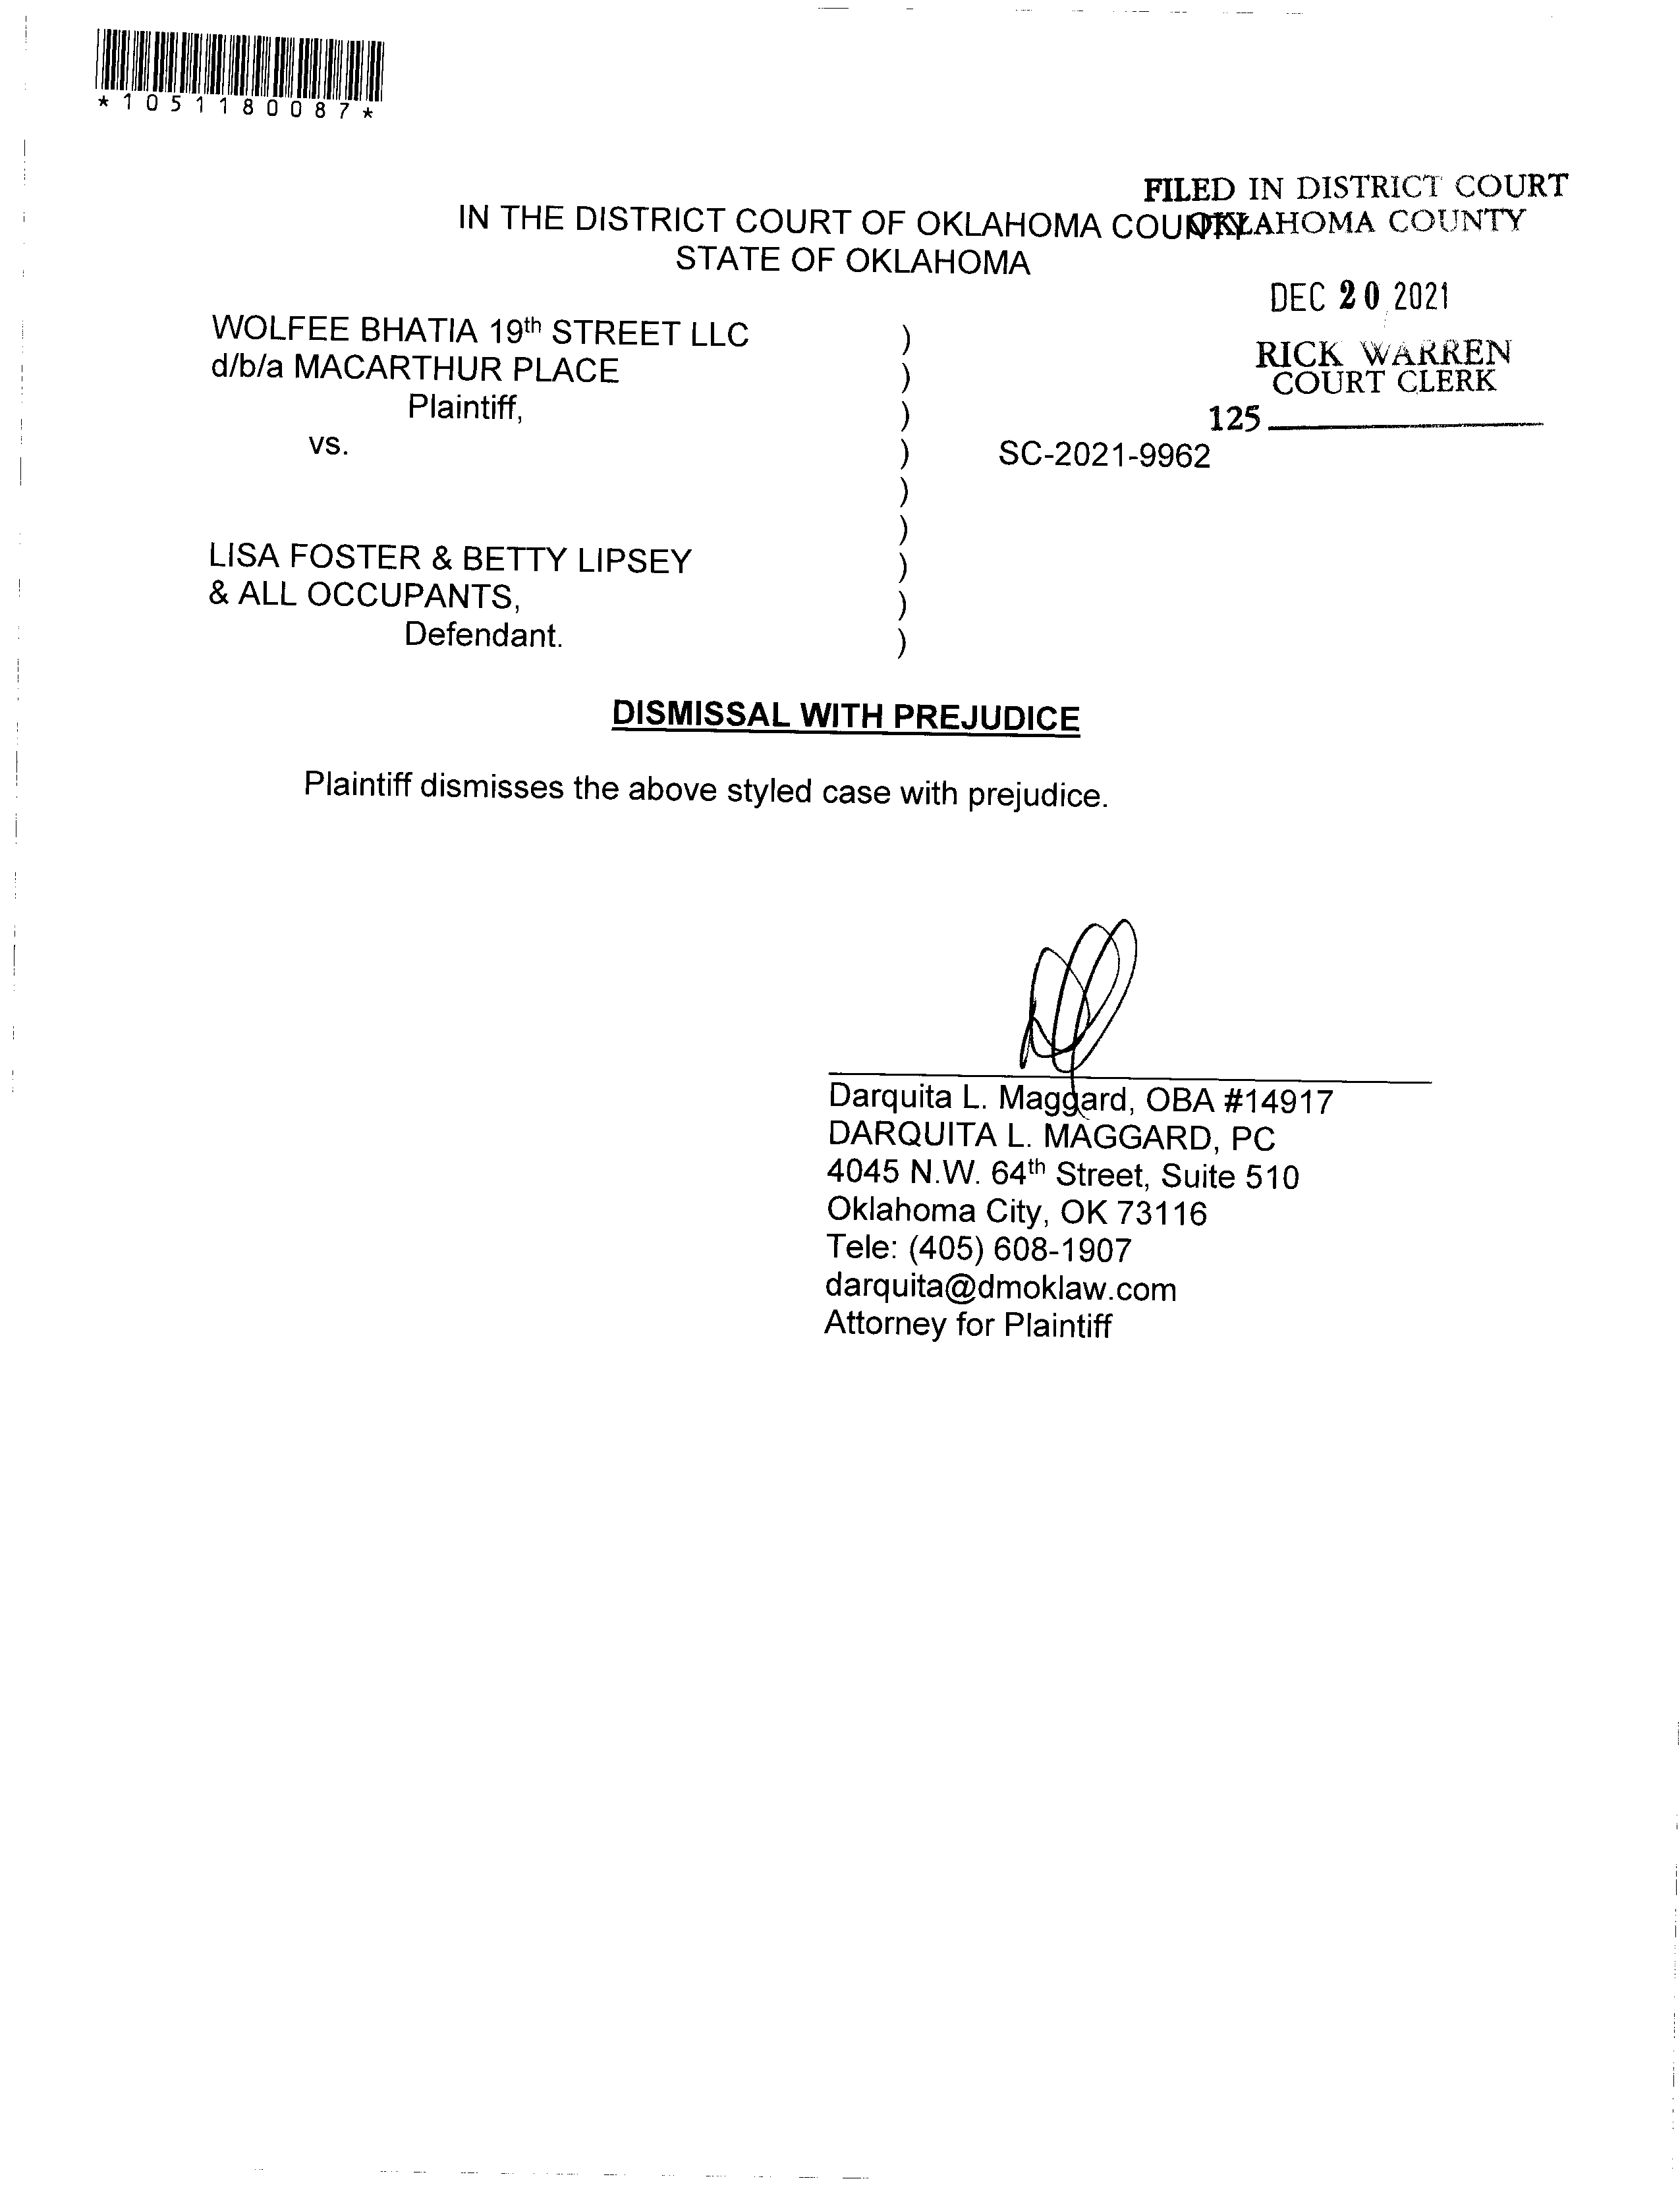 *1051180087*
FILED IN DISTRICT COURT
OKLAHOMA COUNTY
IN THE DISTRICT COURT OF OKLAHOMA COUNTY
STATE OF OKLAHOMA
DEC 20 2021
RICK WARREN
COURT CLERK
125
WOLFEE BHATIA 19th STREET LLC )
d/b/a MACARTHUR PLACE )
Plaintiff, )
vs. ) SC-2021-9962
)
)
LISA FOSTER & BETTY LIPSEY )
& ALL OCCUPANTS, )
Defendant. )
DISMISSAL WITH PREJUDICE
Plaintiff dismisses the above styled case with prejudice.
Darquita L. Maggard, OBA #14917
DARQUITA L. MAGGARD, PC
4045 N.W. 64th Street, Suite 510
Oklahoma City, OK 73116
Tele: (405) 608-1907
darquita@dmoklaw.com
Attorney for Plaintiff